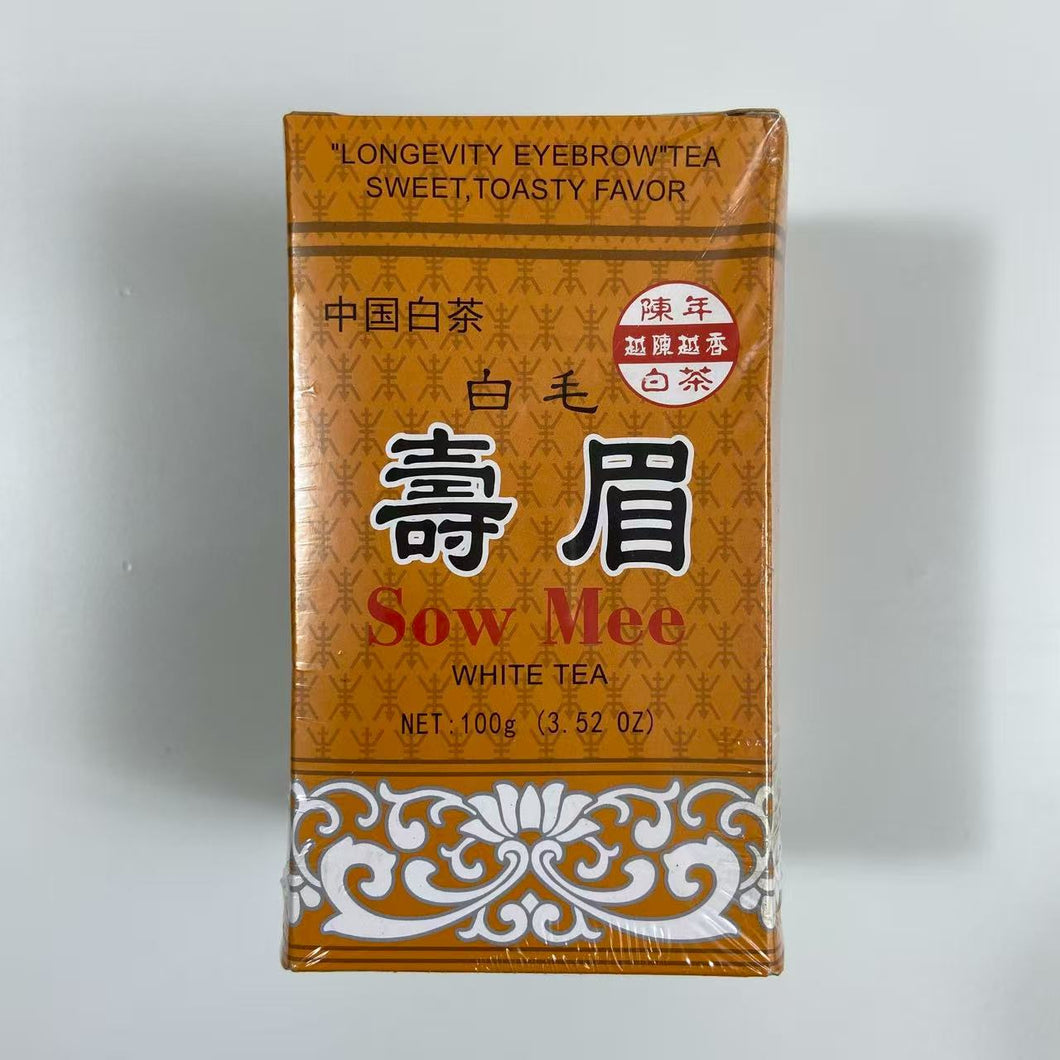 "LONGEVITY EYEBROW"TEA
SWEET,TOASTY FAVOR
中国白茶
陳年
越陳越香
白茶
白毛
壽眉
Sow Mee
WHITE TEA
NET:100g (3.52 OZ)